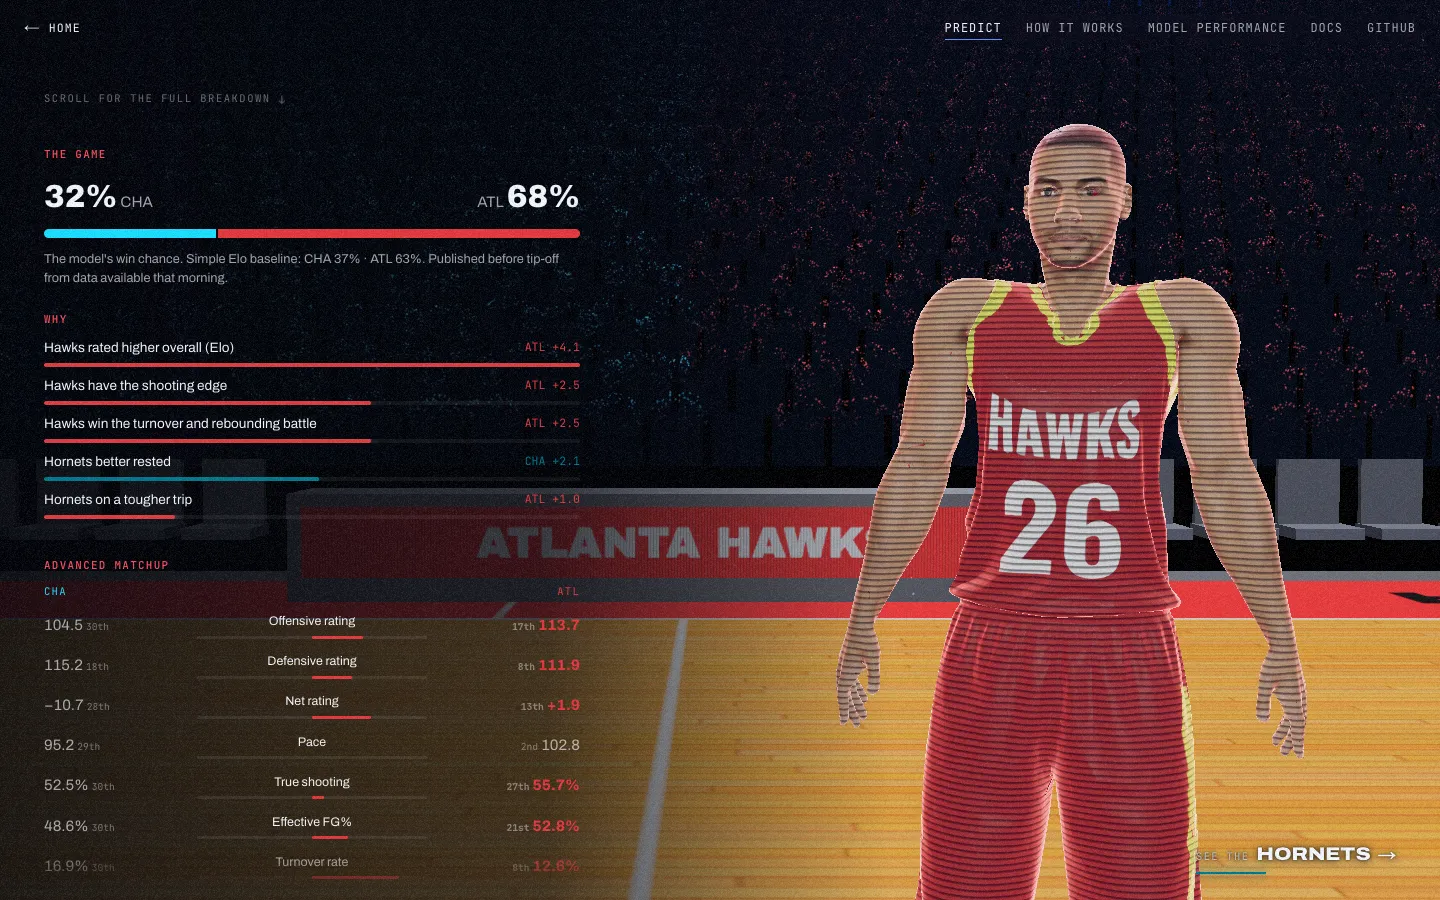 ← HOME
PREDICT HOW IT WORKS MODEL PERFORMANCE DOCS GITHUB
SCROLL FOR THE FULL BREAKDOWN ↓
THE GAME
32% CHA ATL 68%
The model's win chance. Simple Elo baseline: CHA 37% · ATL 63%. Published before tip-off
from data available that morning.
WHY
Hawks rated higher overall (Elo) ATL +4.1
Hawks have the shooting edge ATL +2.5
Hawks win the turnover and rebounding battle ATL +2.5
Hornets better rested CHA +2.1
Hornets on a tougher trip ATL +1.0
ATLANTA HAWKS
HAWKS
26
ADVANCED MATCHUP
CHA ATL
104.5 30th Offensive rating 17th 113.7
115.2 18th Defensive rating 8th 111.9
−10.7 28th Net rating 13th +1.9
95.2 29th Pace 2nd 102.8
52.5% 30th True shooting 27th 55.7%
48.6% 30th Effective FG% 21st 52.8%
16.9% 30th Turnover rate 8th 12.6%
SEE THE HORNETS →